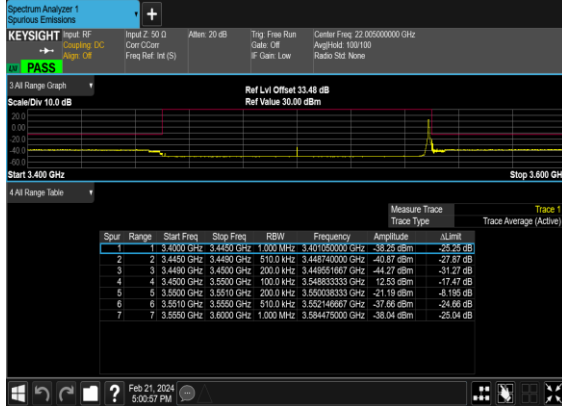 Spectrum Analyzer 1
Spurious Emissions
+
KEYSIGHT Input: RF Input Z: 50 Ω Atten: 20 dB Trig: Free Run Center Freq: 22.005000000 GHz
Coupling: DC Corr CCorr Gate: Off Avg|Hold: 100/100
Align: Off Freq Ref: Int (S) IF Gain: Low Radio Std: None
PASS
3 All Range Graph
Ref Lvl Offset 33.48 dB
Scale/Div 10.0 dB Ref Value 30.00 dBm
20.0
0.00
-20.0
-40.0
-60.0
Start 3.400 GHz Stop 3.600 GH
4 All Range Table
Measure Trace Trace 1
Trace Type Trace Average (Active)
Spur Range Start Freq Stop Freq RBW Frequency Amplitude ΔLimit
1 1 3.4000 GHz 3.4450 GHz 1.000 MHz 3.401050000 GHz -38.25 dBm -25.25 dB
2 2 3.4450 GHz 3.4490 GHz 510.0 kHz 3.448740000 GHz -40.87 dBm -27.87 dB
3 3 3.4490 GHz 3.4500 GHz 200.0 kHz 3.449551667 GHz -44.27 dBm -31.27 dB
4 4 3.4500 GHz 3.5500 GHz 100.0 kHz 3.548833333 GHz 12.53 dBm -17.47 dB
5 5 3.5500 GHz 3.5510 GHz 200.0 kHz 3.550038333 GHz -21.19 dBm -8.195 dB
6 6 3.5510 GHz 3.5550 GHz 510.0 kHz 3.552146667 GHz -37.66 dBm -24.66 dB
7 7 3.5550 GHz 3.6000 GHz 1.000 MHz 3.584475000 GHz -38.04 dBm -25.04 dB
?
Feb 21, 2024
5:00:57 PM